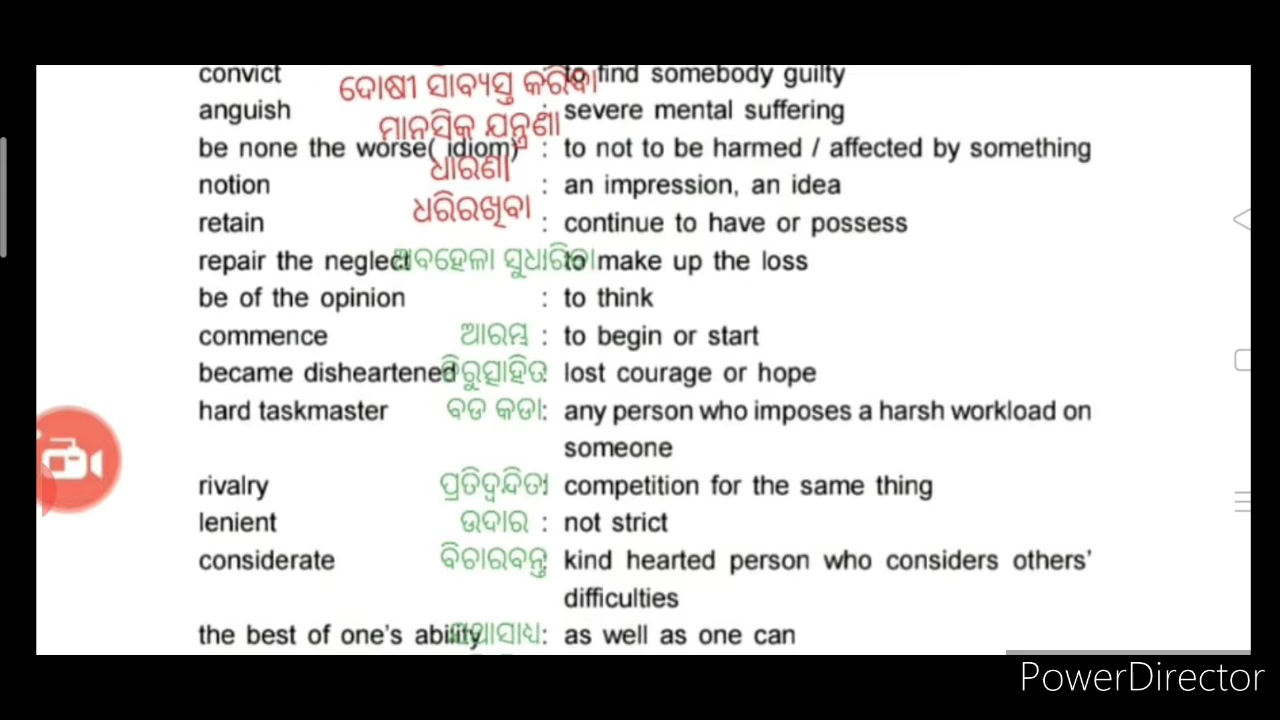 convict ଦୋଷୀ ସାବ୍ୟସ୍ତ କରିବା to find somebody guilty
anguish : severe mental suffering
ମାନସିକ ଯନ୍ତ୍ରଣା
be none the worse( idiom) : to not to be harmed / affected by something
ଧାରଣା
notion : an impression, an idea
ଧରିରଖିବା
retain : continue to have or possess
repair the neglect ଅବହେଳା ସୁଧାରିବା to make up the loss
be of the opinion : to think
commence ଆରମ୍ଭ : to begin or start
became disheartened ନିରୁତ୍ସାହିତ : lost courage or hope
hard taskmaster ବଡ କଡା : any person who imposes a harsh workload on
someone
rivalry ପ୍ରତିଦ୍ୱନ୍ଦିତା : competition for the same thing
lenient ଉଦାର : not strict
considerate ବିଚାରବନ୍ତ : kind hearted person who considers others’
difficulties
the best of one’s ability ଯଥାସାଧ୍ୟ : as well as one can
PowerDirector